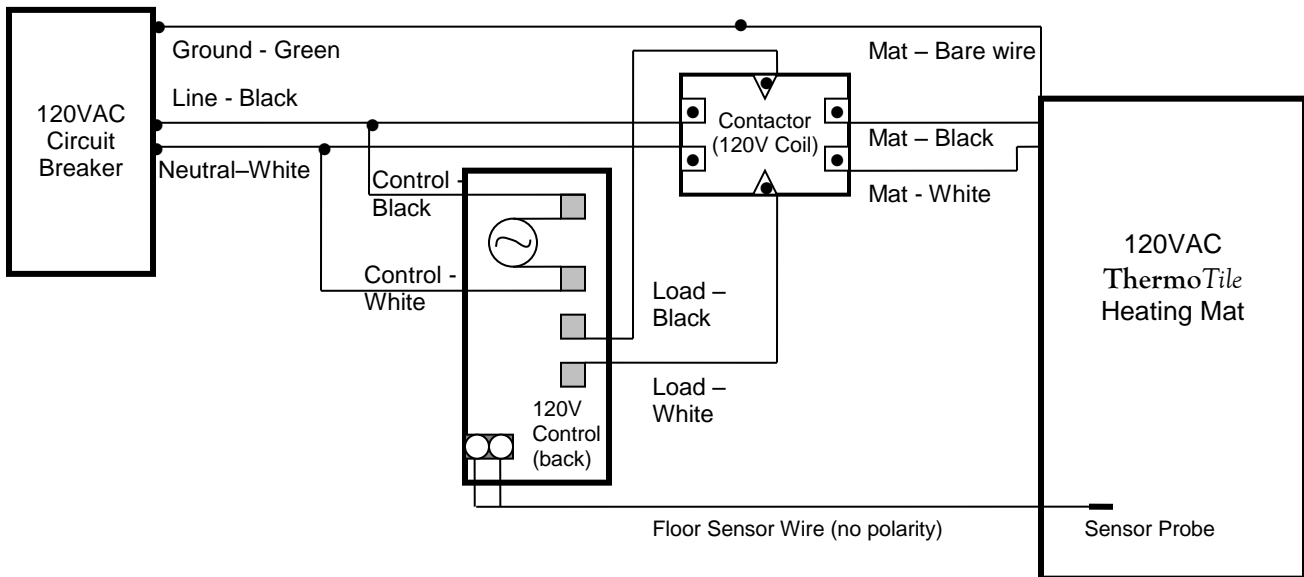 120VAC
Circuit
Breaker
Ground - Green
Line - Black
Neutral–White
Control -
Black
Control -
White
Contactor
(120V Coil)
Mat – Bare wire
Mat – Black
Mat - White
Load –
Black
Load –
White
120V
Control
(back)
120VAC
ThermoTile
Heating Mat
Floor Sensor Wire (no polarity)
Sensor Probe